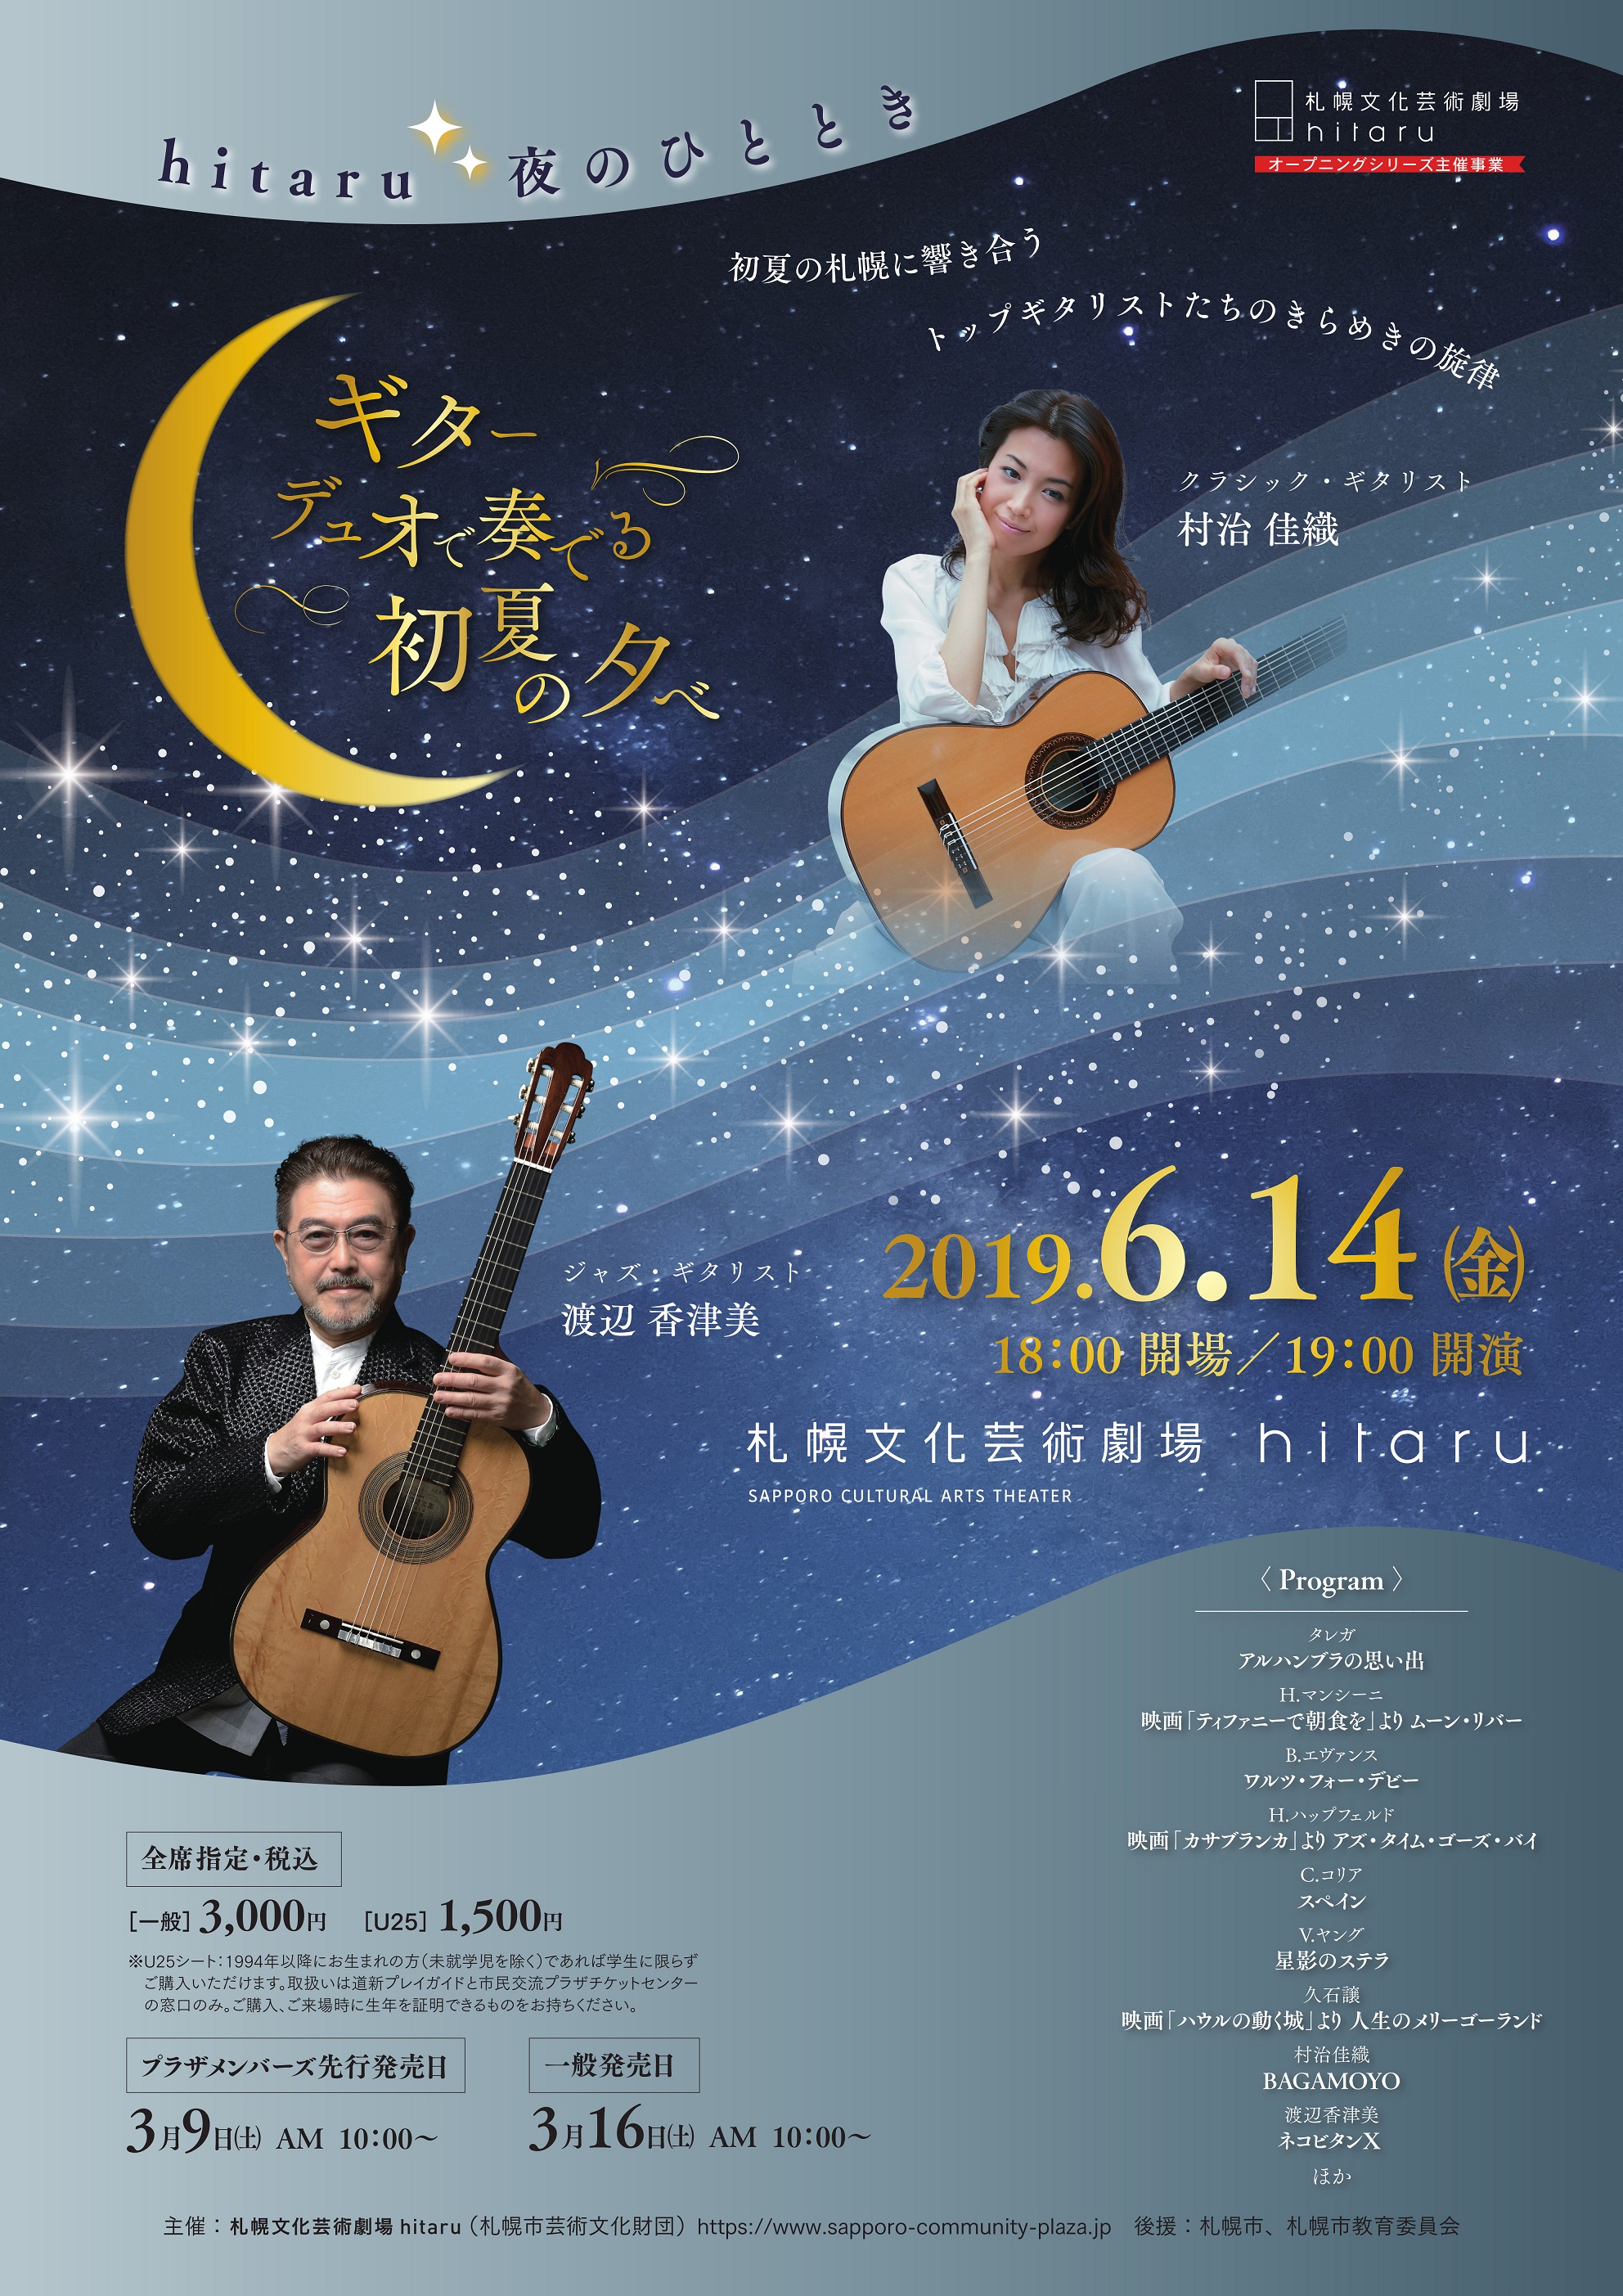 hitaru 夜のひととき
札幌文化芸術劇場
hitaru
オープニングシリーズ主催事業
初夏の札幌に響き合う
トップギタリストたちのきらめきの旋律
ギター
デュオで奏でる
初夏の夕べ
クラシック・ギタリスト
村治 佳織
ジャズ・ギタリスト
渡辺 香津美
2019.6.14(金)
18:00 開場／19:00 開演
札幌文化芸術劇場 hitaru
SAPPORO CULTURAL ARTS THEATER
〈 Program 〉
タレガ
アルハンブラの思い出
H.マンシーニ
映画「ティファニーで朝食を」より ムーン・リバー
B.エヴァンス
ワルツ・フォー・デビー
H.ハップフェルド
映画「カサブランカ」より アズ・タイム・ゴーズ・バイ
C.コリア
スペイン
V.ヤング
星影のステラ
久石譲
映画「ハウルの動く城」より 人生のメリーゴーランド
村治佳織
BAGAMOYO
渡辺香津美
ネコビタンX
ほか
全席指定・税込
［一般］3,000円 ［U25］1,500円
※U25シート：1994年以降にお生まれの方（未就学児を除く）であれば学生に限らず
ご購入いただけます。取扱いは道新プレイガイドと市民交流プラザチケットセンター
の窓口のみ。ご購入、ご来場時に生年を証明できるものをお持ちください。
プラザメンバーズ先行発売日
3月9日(土) AM 10:00〜
一般発売日
3月16日(土) AM 10:00〜
主催：札幌文化芸術劇場 hitaru（札幌市芸術文化財団）https://www.sapporo-community-plaza.jp 後援：札幌市、札幌市教育委員会